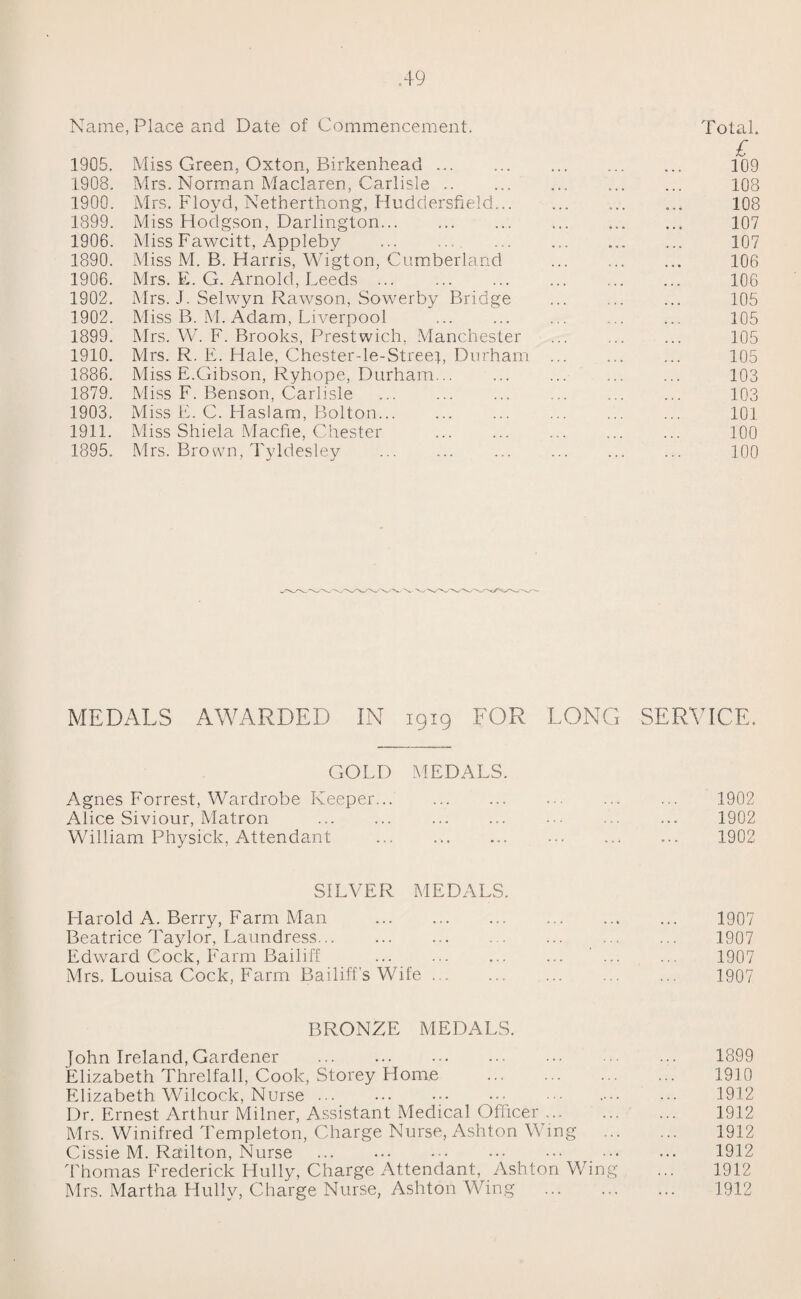 .49
Name, Place and Date of Commencement. Total.
£
1905. Miss Green, Oxton, Birkenhead ... ... ... ... ... 109
1908. Mrs. Norman Maclaren, Carlisle .. ... ... ... ... 108
1900. Mrs. Floyd, Netherthong, Huddersfield... ... ... ... 108
1899. Miss Hodgson, Darlington... ... ... ... ... ... 107
1906. Miss Fawcitt, Appleby ... ... ... ... ... ... 107
1890. Miss M. B. Harris, Wigton, Cumberland ... ... ... 106
1906. Mrs. E. G. Arnold, Leeds ... ... ... ... ... ... 106
1902. Mrs. J. Selwyn Rawson, Sowerby Bridge ... ... ... 105
1902. Miss B. M. Adam, Liverpool ... ... ... ... ... 105
1899. Mrs. W. F. Brooks, Prestwich, Manchester ... ... ... 105
1910. Mrs. R. E. Hale, Chester-le-Street, Durham ... ... ... 105
1886. Miss E.Gibson, Ryhope, Durham... ... ... ... ... 103
1879. Miss F. Benson, Carlisle ... ... ... ... ... ... 103
1903. Miss E. C. Haslam, Bolton... ... ... ... ... ... 101
1911. Miss Shiela Macfie, Chester ... ... ... ... ... 100
1895. Mrs. Brown, Tyldesley ... ... ... ... ... ... 100
MEDALS AWARDED IN 1919 FOR LONG SERVICE.
GOLD MEDALS.
Agnes Forrest, Wardrobe Keeper... ... ... ... ... ... 1902
Alice Siviour, Matron ... ... ... ... ... ... ... 1902
William Physick, Attendant ... ... ... ... ... ... 1902
SILVER MEDALS.
Harold A. Berry, Farm Man ... ... ... ... ... ... 1907
Beatrice Taylor, Laundress... ... ... ... ... ... ... 1907
Edward Cock, Farm Bailiff ... ... ... ... ... ... 1907
Mrs. Louisa Cock, Farm Bailiff's Wife ... ... ... ... ... 1907
BRONZE MEDALS.
John Ireland, Gardener ... ... ... ... ... ... ... 1899
Elizabeth Threlfall, Cook, Storey Home ... ... ... ... 1910
Elizabeth Wilcock, Nurse ... ... ... ... ... ... ... 1912
Dr. Ernest Arthur Milner, Assistant Medical Officer ... ... ... 1912
Mrs. Winifred Templeton, Charge Nurse, Ashton Wing ... ... 1912
Cissie M. Railton, Nurse ... ... ... ... ... ... ... 1912
Thomas Frederick Hully, Charge Attendant, Ashton Wing ... 1912
Mrs. Martha Hully, Charge Nurse, Ashton Wing ... ... ... 1912